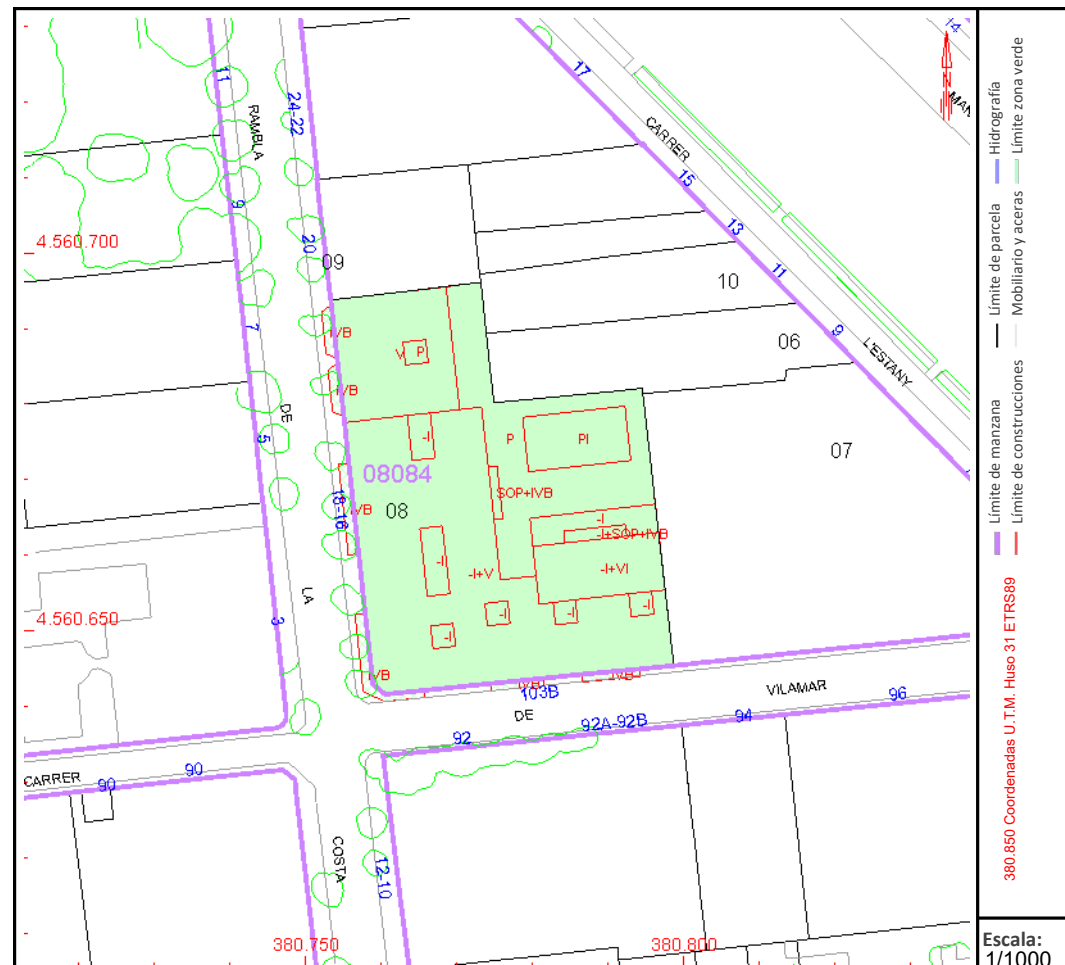 11
RAMBLA
24-22
9
20
09
7
DE
5
18-16
LA
3
COSTA
12-10
4.560.700
4.560.650
17
CARRER
15
13
11
9
L'ESTANY
14
N
10
06
07
IVB
V
P
IVB
-I
P
PI
08084
08
IVB
SOP+IVB
-I
-I+SOP+IVB
-I
-I+V
-I+VI
-I
-I
-I
-I
IVB
IVB
IVB
103B
DE
VILAMAR
92
92A-92B
94
96
CARRER
90
90
380.750
380.800
Límite de manzana
Límite de parcela
Hidrografía
Límite de construcciones
Mobiliario y aceras
Límite zona verde
380.850 Coordenadas U.T.M. Huso 31 ETRS89
Escala:
1/1000